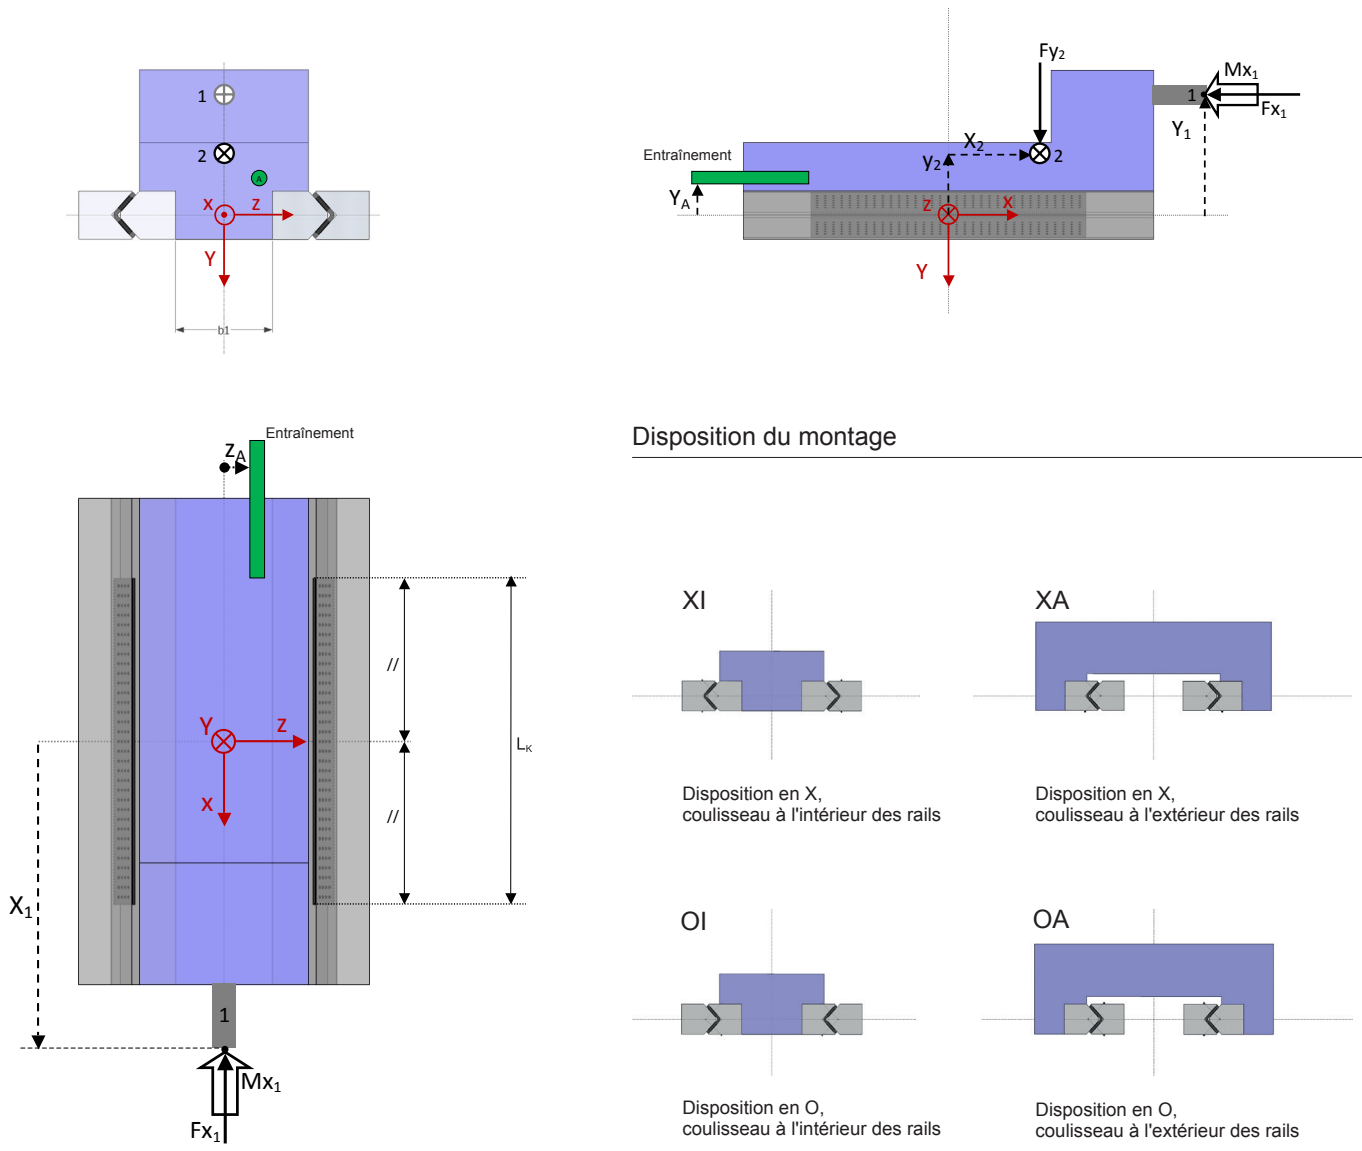 1
2
A
x
z
Y
b1
Fy2
Mx1
1
Fx1
Y1
X2
2
y2
Entraînement
YA
z
x
Y
Entraînement
zA
//
Y
z
LK
x
//
X1
1
Mx1
Fx1
Disposition du montage
XI
XA
Disposition en X,
coulisseau à l'intérieur des rails
Disposition en X,
coulisseau à l'extérieur des rails
OI
OA
Disposition en O,
coulisseau à l'intérieur des rails
Disposition en O,
coulisseau à l'extérieur des rails